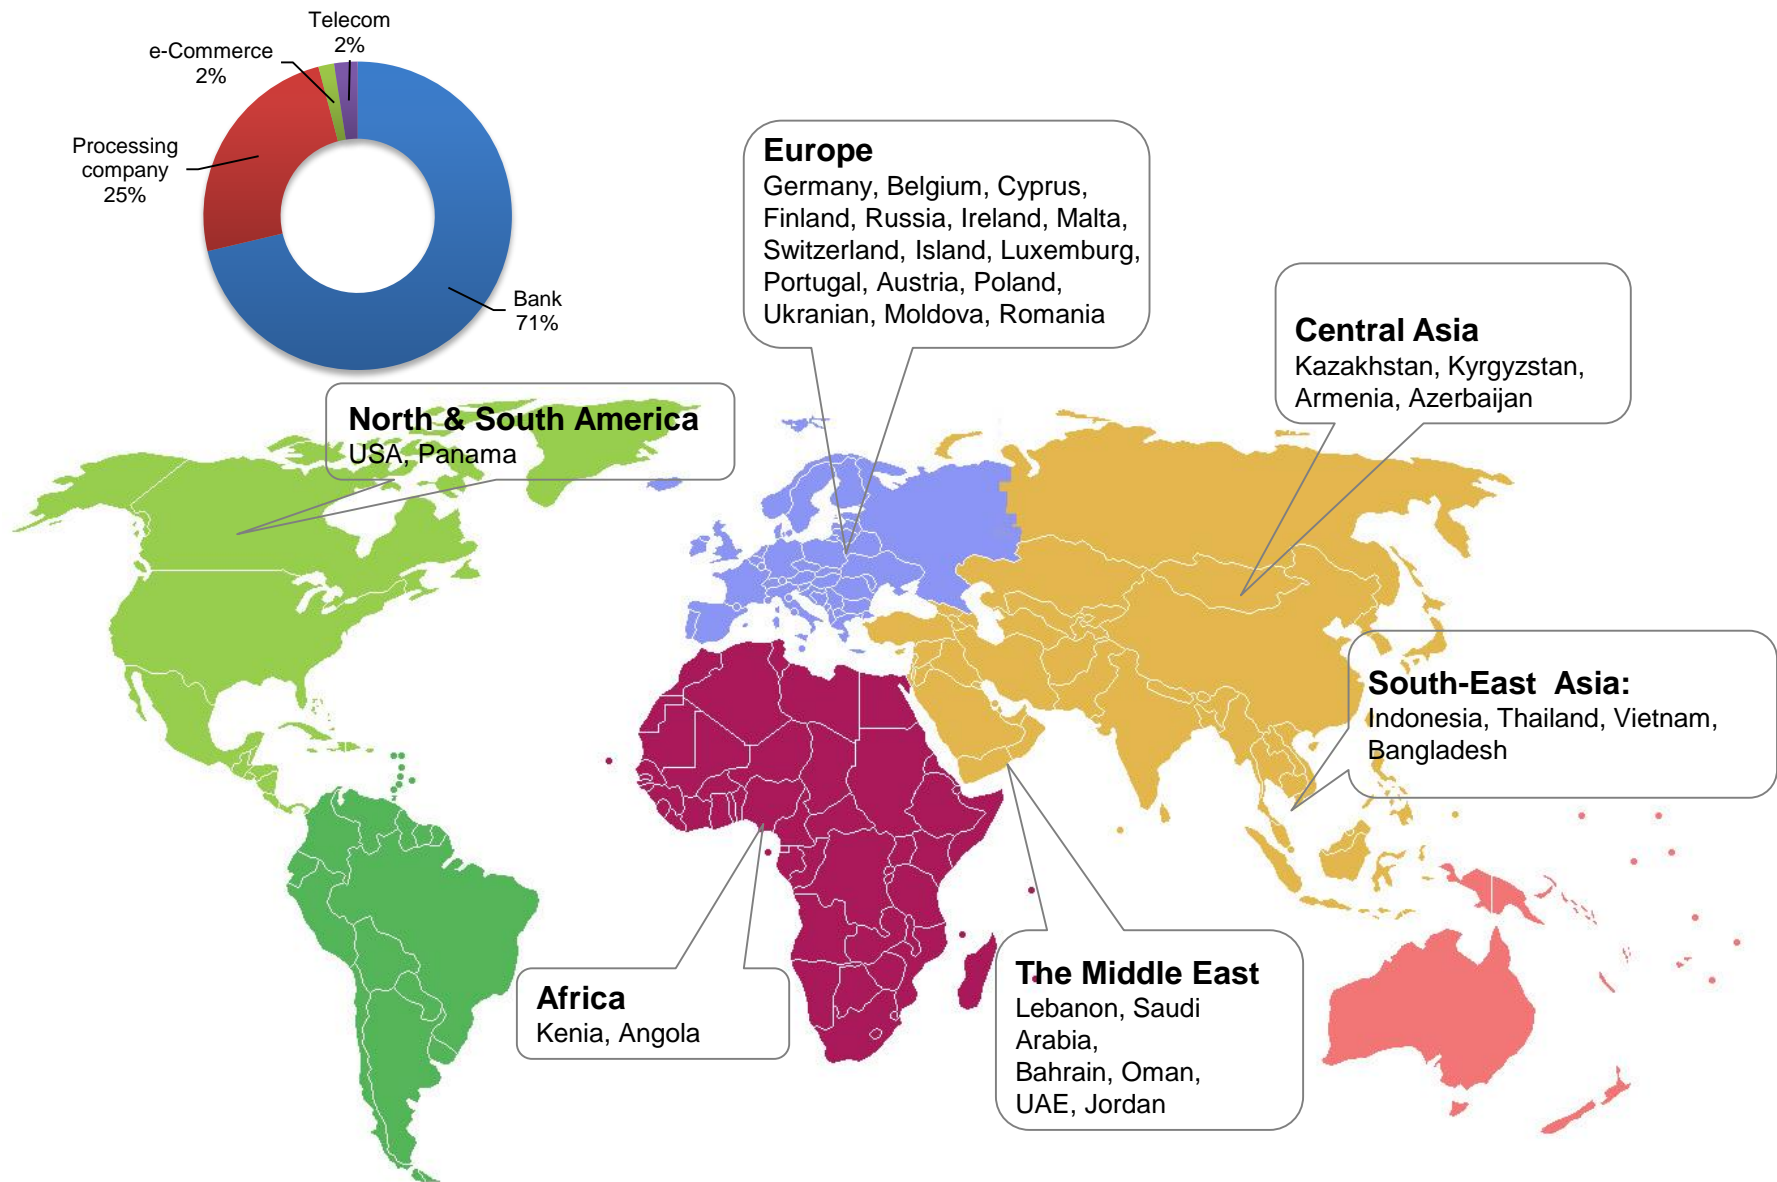 Telecom
2%
e-Commerce
2%
Processing
company
25%
Bank
71%
Europe
Germany, Belgium, Cyprus,
Finland, Russia, Ireland, Malta,
Switzerland, Island, Luxemburg,
Portugal, Austria, Poland,
Ukranian, Moldova, Romania
Central Asia
Kazakhstan, Kyrgyzstan,
Armenia, Azerbaijan
North & South America
USA, Panama
South-East  Asia:
Indonesia, Thailand, Vietnam,
Bangladesh
Africa
Kenia, Angola
The Middle East
Lebanon, Saudi
Arabia,
Bahrain, Oman,
UAE, Jordan